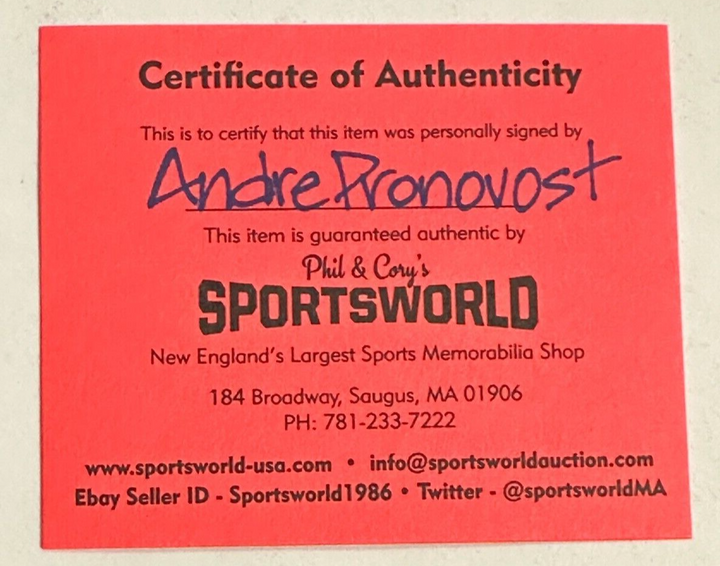 Certificate of Authenticity
This is to certify that this item was personally signed by
Andre Pronovost
This item is guaranteed authentic by
Phil & Cory's
SPORTSWORLD
New England's Largest Sports Memorabilia Shop
184 Broadway, Saugus, MA 01906
PH: 781-233-7222
www.sportsworld-usa.com • info@sportsworldauction.com
Ebay Seller ID - Sportsworld1986 • Twitter - @sportsworldMA